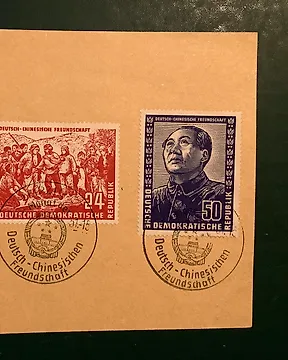 DEUTSCH-CHINESISCHE FREUNDSCHAFT
24
DEUTSCHE DEMOKRATISCHE
REPUBLIK
DEUTSCH-CHINESISCHE FREUNDSCHAFT
50
DEUTSCHE
DEMOKRATISCHE
REPUBLIK
Deutsch-Chinesischen
Freundschaft
Deutsch-Chinesischen
Freundschaft